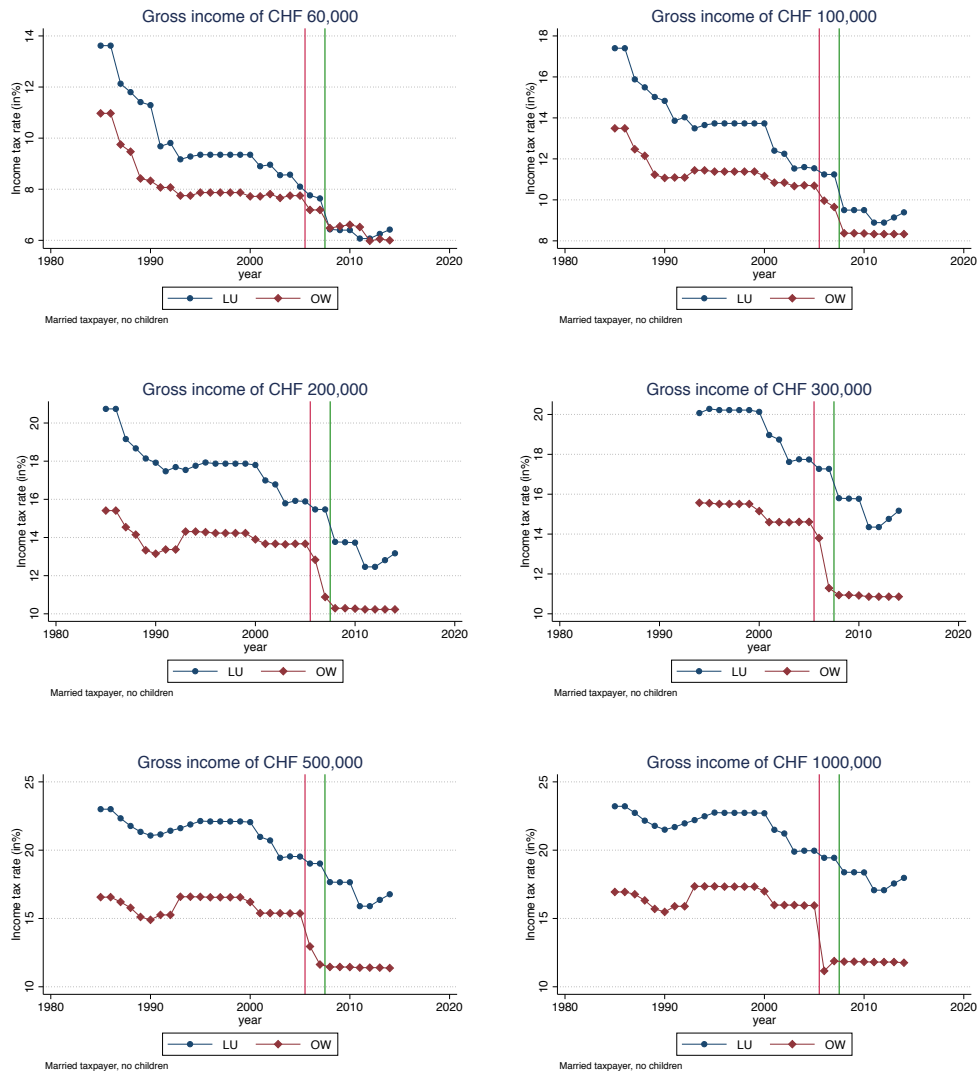 Gross income of CHF 60,000
Income tax rate (in%)
14
12
10
8
6
1980 1990 2000 2010 2020
year
LU OW
Married taxpayer, no children
Gross income of CHF 100,000
Income tax rate (in%)
18
16
14
12
10
8
1980 1990 2000 2010 2020
year
LU OW
Married taxpayer, no children
Gross income of CHF 200,000
Income tax rate (in%)
20
18
16
14
12
10
1980 1990 2000 2010 2020
year
LU OW
Married taxpayer, no children
Gross income of CHF 300,000
Income tax rate (in%)
20
18
16
14
12
10
1980 1990 2000 2010 2020
year
LU OW
Married taxpayer, no children
Gross income of CHF 500,000
Income tax rate (in%)
25
20
15
10
1980 1990 2000 2010 2020
year
LU OW
Married taxpayer, no children
Gross income of CHF 1000,000
Income tax rate (in%)
25
20
15
10
1980 1990 2000 2010 2020
year
LU OW
Married taxpayer, no children